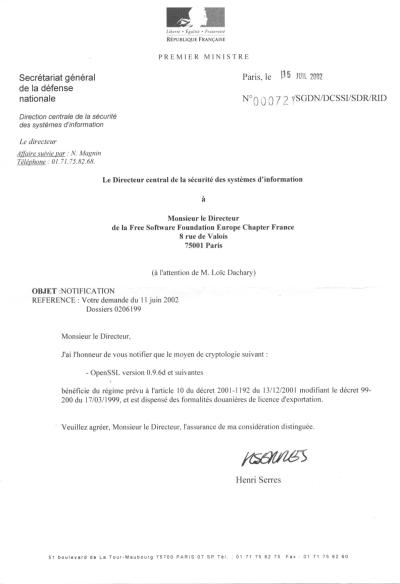 Liberté • Égalité • Fraternité
RÉPUBLIQUE FRANÇAISE
PREMIER MINISTRE
Secrétariat général
de la défense
nationale
Direction centrale de la sécurité
des systèmes d'information
Le directeur
Affaire suivie par : N. Magnin
Téléphone : 01.71.75.82.68.
Paris, le 15 JUIL 2002
N°000721/SGDN/DCSSI/SDR/RID
Le Directeur central de la sécurité des systèmes d'information
à
Monsieur le Directeur
de la Free Software Foundation Europe Chapter France
8 rue de Valois
75001 Paris
(à l'attention de M. Loïc Dachary)
OBJET :NOTIFICATION
REFERENCE : Votre demande du 11 juin 2002
Dossiers 0206199
Monsieur le Directeur,
J'ai l'honneur de vous notifier que le moyen de cryptologie suivant :
- OpenSSL version 0.9.6d et suivantes
bénéficie du régime prévu à l'article 10 du décret 2001-1192 du 13/12/2001 modifiant le décret 99-
200 du 17/03/1999, et est dispensé des formalités douanières de licence d'exportation.
Veuillez agréer, Monsieur le Directeur, l'assurance de ma considération distinguée.
HSERRES
Henri Serres
51 boulevard de La Tour-Maubourg 75700 PARIS 07 SP Tél. : 01 71 75 82 75 Fax : 01 71 75 82 60